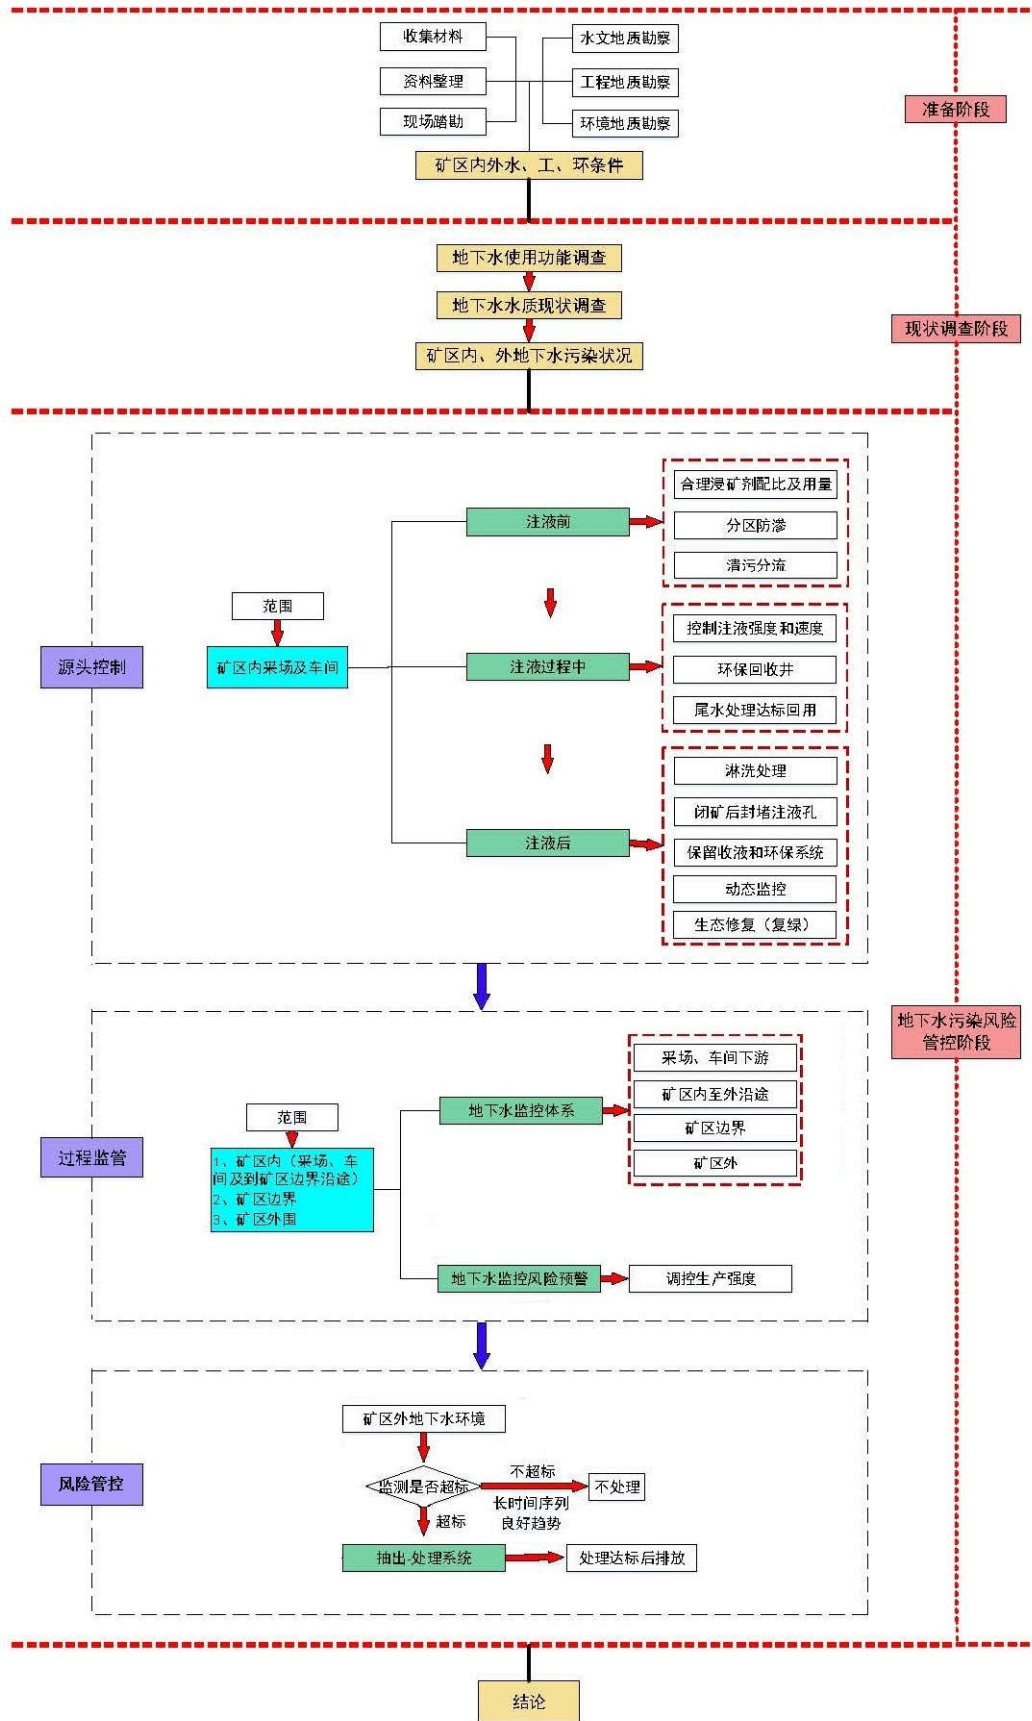 收集材料
水文地质勘察
资料整理
工程地质勘察
准备阶段
现场踏勘
环境地质勘察
矿区内外水、工、环条件
地下水使用功能调查
地下水水质现状调查
现状调查阶段
矿区内、外地下水污染状况
合理浸矿剂配比及用量
注液前
分区防渗
清污分流
范围
控制注液强度和速度
源头控制
矿区内采场及车间
注液过程中
环保回收井
尾水处理达标回用
淋洗处理
闭矿后封堵注液孔
注液后
保留收液和环保系统
动态监控
生态修复（复绿）
地下水污染风险
管控阶段
采场、车间下游
矿区内至外沿途
地下水监控体系
范围
矿区边界
过程监管
1、矿区内（采场、车
间及到矿区边界沿途）
2、矿区边界
3、矿区外围
矿区外
地下水监控风险预警
调控生产强度
矿区外地下水环境
风险管控
监测是否超标
不超标
不处理
长时间序列
良好趋势
超标
抽出-处理系统
处理达标后排放
结论